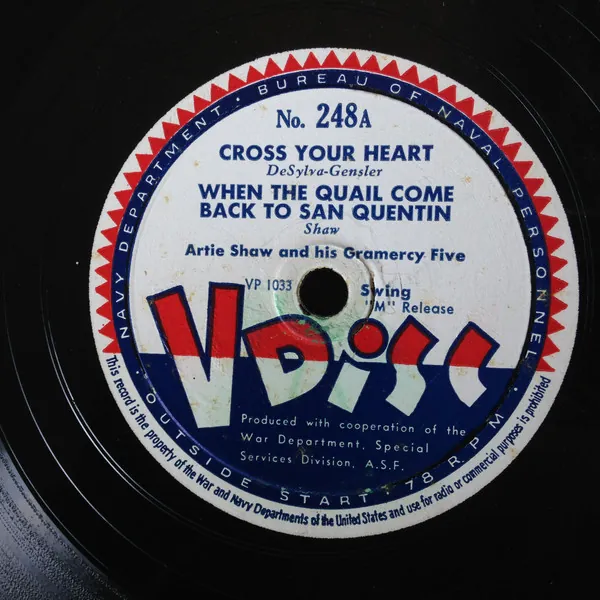 NAVY DEPARTMENT · BUREAU OF NAVAL PERSONNEL
No. 248A
CROSS YOUR HEART
DeSylva-Gensler
WHEN THE QUAIL COME
BACK TO SAN QUENTIN
Shaw
Artie Shaw and his Gramercy Five
VP 1033
Swing
"M" Release
V DISC
Produced with cooperation of the
War Department, Special
Services Division, A.S.F.
· OUTSIDE START · 78 R P M ·
This record is the property of the War and Navy Departments of the United States and use for radio or commercial purposes is prohibited